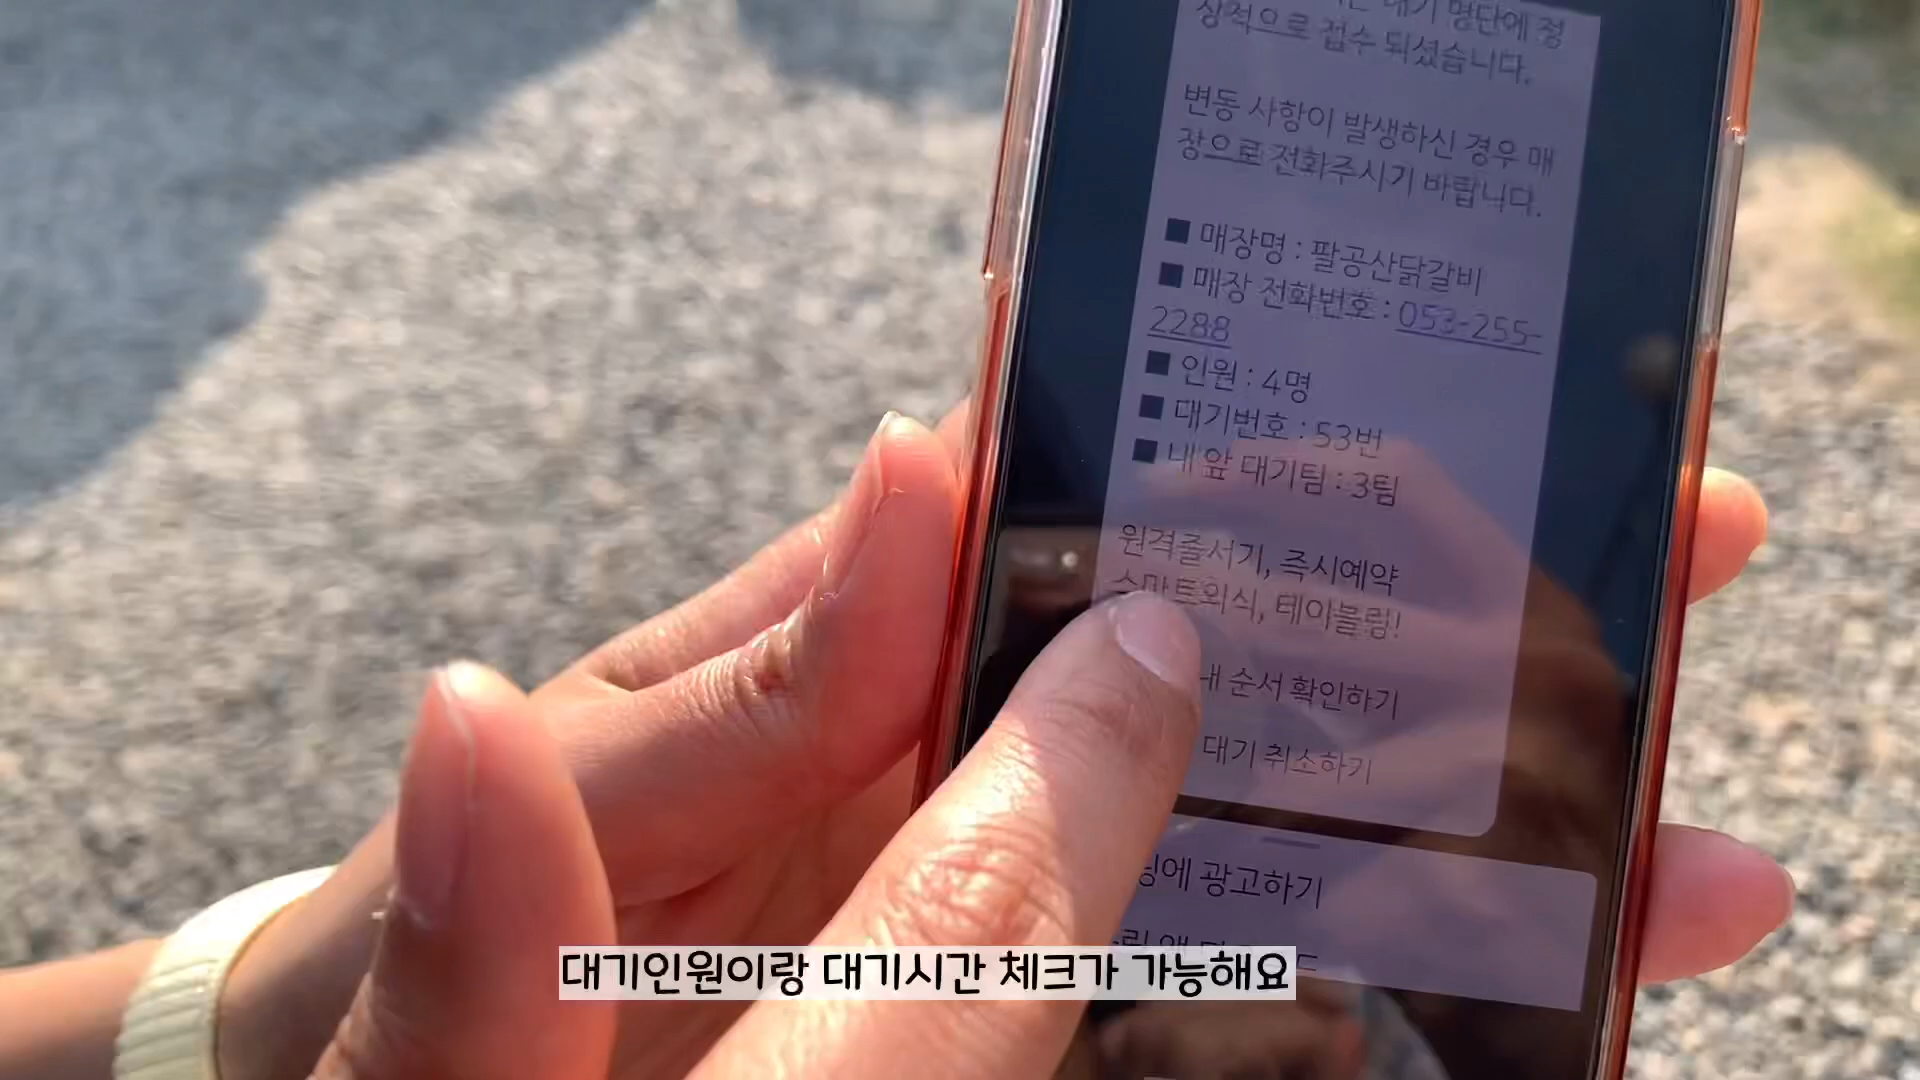 대기 명단에 정
상적으로 접수 되셨습니다.
변동 사항이 발생하신 경우 매
장으로 전화주시기 바랍니다.
■ 매장명 : 팔공산닭갈비
■ 매장 전화번호 : 053-255-
2288
■ 인원 : 4명
■ 대기번호 : 53번
■ 내 앞 대기팀 : 3팀
원격줄서기, 즉시예약
스마트외식, 테이블링!
내 순서 확인하기
대기 취소하기
광고하기
대기인원이랑 대기시간 체크가 가능해요